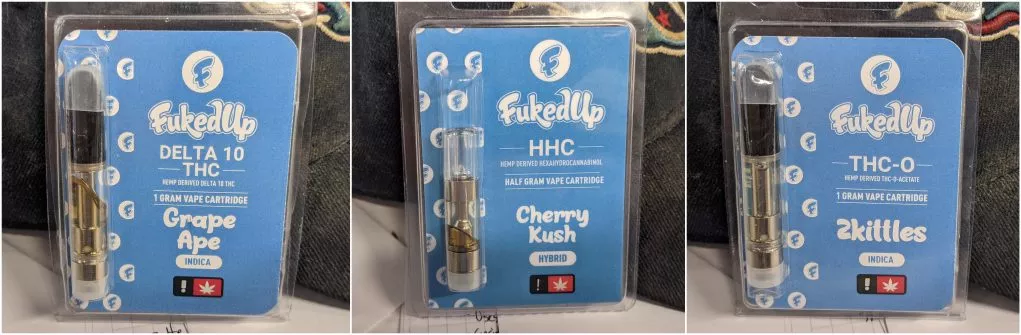 F
FukedUp
DELTA 10
THC
HEMP DERIVED DELTA 10 THC
1 GRAM VAPE CARTRIDGE
Grape
Ape
INDICA
!
F
FukedUp
HHC
HEMP DERIVED HEXAHYDROCANNABINOL
HALF GRAM VAPE CARTRIDGE
Cherry
Kush
HYBRID
!
Uses
F
FukedUp
THC-O
HEMP DERIVED THC-O-ACETATE
1 GRAM VAPE CARTRIDGE
Zkittles
INDICA
!